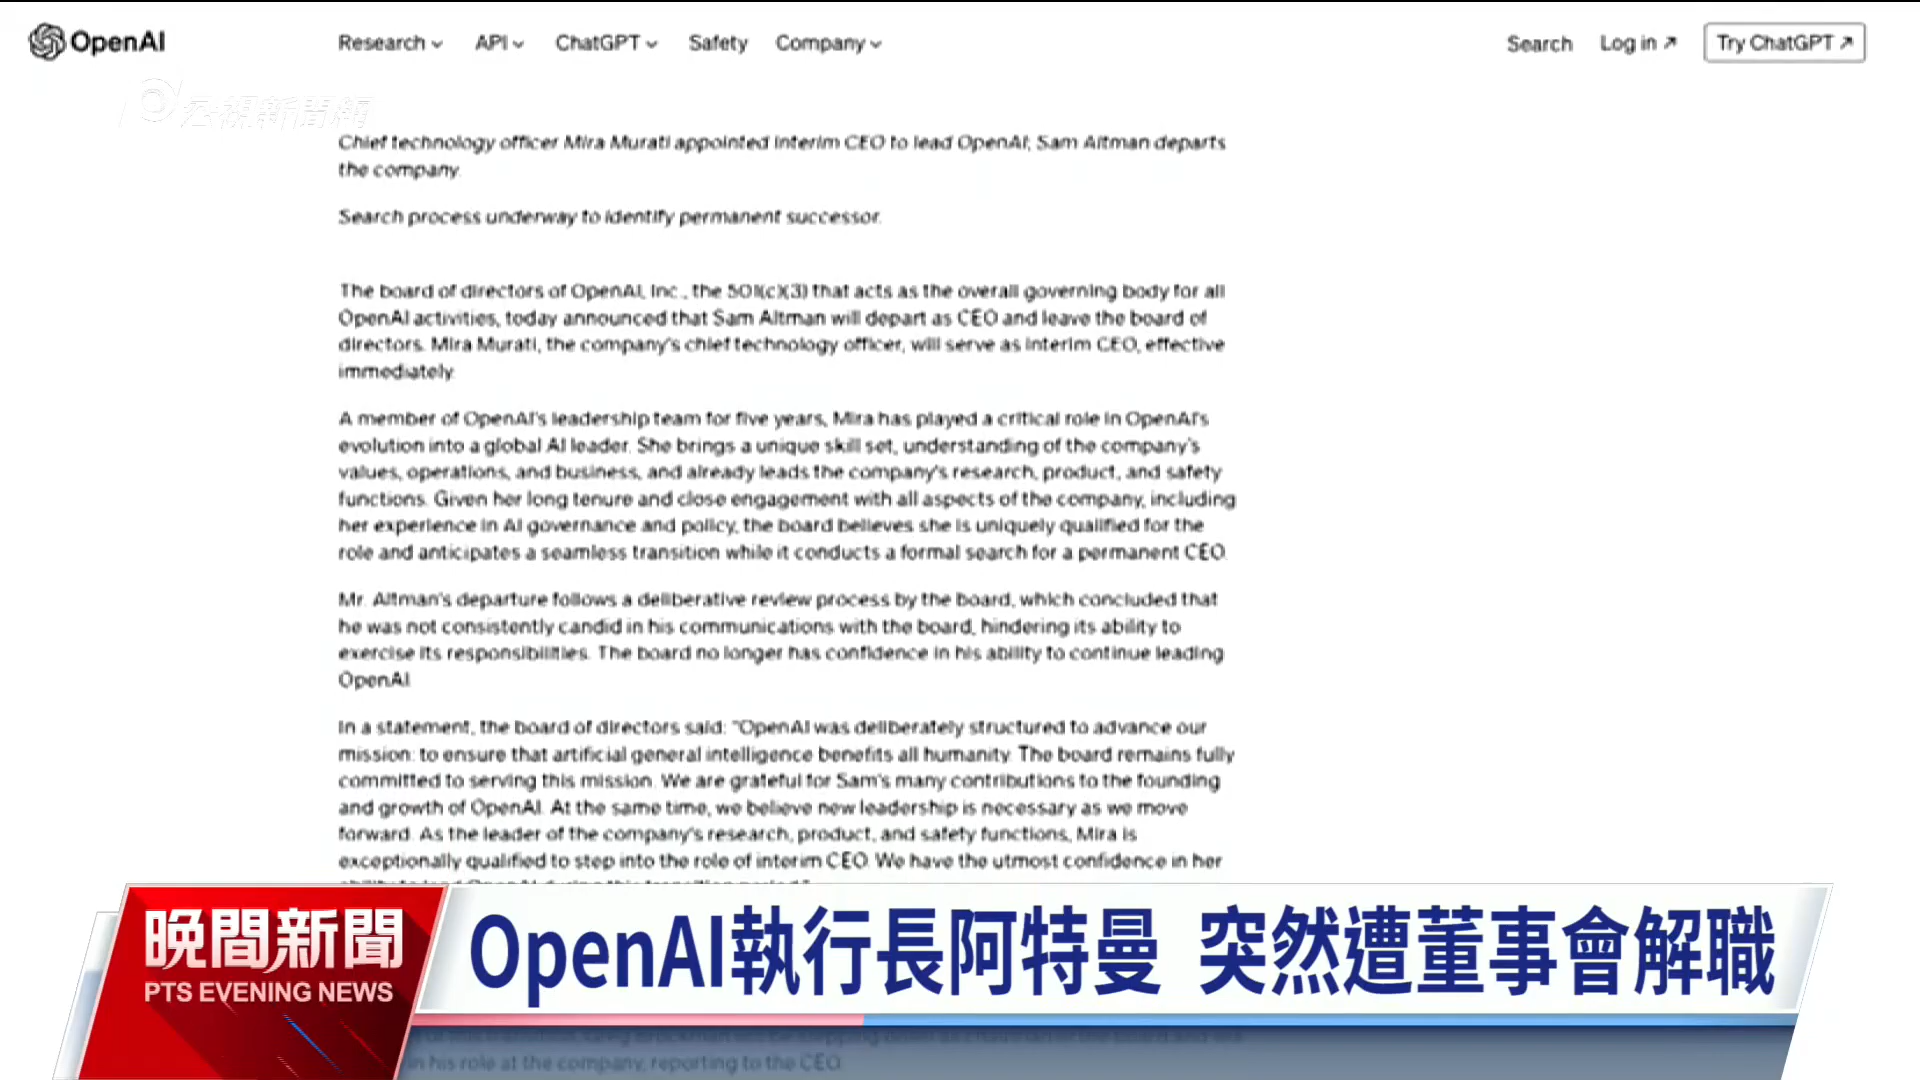 OpenAI
Research API ChatGPT Safety Company
Search Log in ↗ Try ChatGPT ↗
公視新聞網
Chief technology officer Mira Murati appointed interim CEO to lead OpenAI; Sam Altman departs
the company.
Search process underway to identify permanent successor.
The board of directors of OpenAI, Inc., the 501(c)(3) that acts as the overall governing body for all
OpenAI activities, today announced that Sam Altman will depart as CEO and leave the board of
directors. Mira Murati, the company's chief technology officer, will serve as interim CEO, effective
immediately.
A member of OpenAI's leadership team for five years, Mira has played a critical role in OpenAI's
evolution into a global AI leader. She brings a unique skill set, understanding of the company's
values, operations, and business, and already leads the company's research, product, and safety
functions. Given her long tenure and close engagement with all aspects of the company, including
her experience in AI governance and policy, the board believes she is uniquely qualified for the
role and anticipates a seamless transition while it conducts a formal search for a permanent CEO.
Mr. Altman's departure follows a deliberative review process by the board, which concluded that
he was not consistently candid in his communications with the board, hindering its ability to
exercise its responsibilities. The board no longer has confidence in his ability to continue leading
OpenAI.
In a statement, the board of directors said: "OpenAI was deliberately structured to advance our
mission: to ensure that artificial general intelligence benefits all humanity. The board remains fully
committed to serving this mission. We are grateful for Sam's many contributions to the founding
and growth of OpenAI. At the same time, we believe new leadership is necessary as we move
forward. As the leader of the company's research, product, and safety functions, Mira is
exceptionally qualified to step into the role of interim CEO. We have the utmost confidence in her
晚間新聞
PTS EVENING NEWS
OpenAI執行長阿特曼 突然遭董事會解職
in his role at the company, reporting to the CEO.